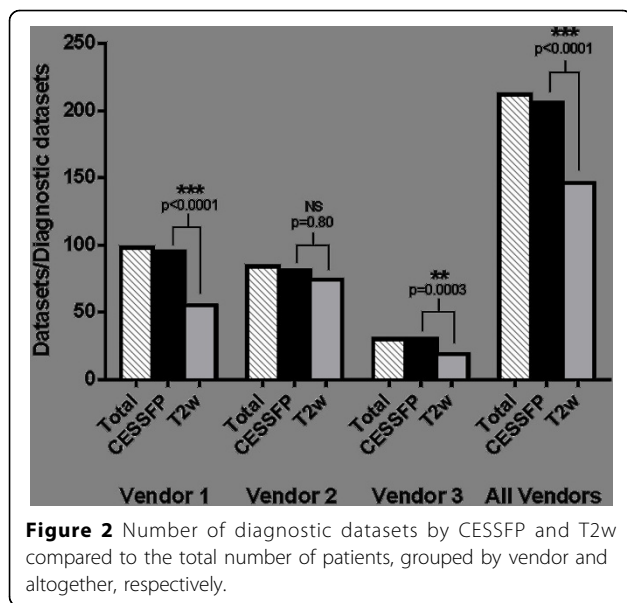 250
200
150
100
50
0
Datasets/Diagnostic datasets
***
p<0.0001
NS
p=0.80
**
p=0.0003
***
p<0.0001
Total
CESSFP
T2w
Total
CESSFP
T2w
Total
CESSFP
T2w
Total
CESSFP
T2w
Vendor 1 Vendor 2 Vendor 3 All Vendors
Figure 2 Number of diagnostic datasets by CESSFP and T2w
compared to the total number of patients, grouped by vendor and
altogether, respectively.